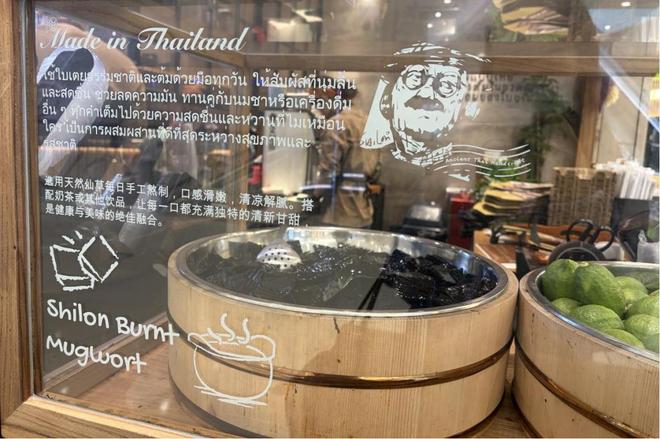 Made in Thailand
ใช้ใบเตยธรรมชาติและต้มด้วยมือทุกวัน ให้สัมผัสที่นุ่มลื่น
และสดชื่น ช่วยลดความมัน ทานคู่กับนมชาหรือเครื่องดื่ม
อื่น ๆ ทุกคำเต็มไปด้วยความสดชื่นและหวานที่ไม่เหมือน
ใคร เป็นการผสมผสานที่ดีที่สุดระหว่างสุขภาพและ
รสชาติ
Ancient Thai Handicraft
選用天然仙草每日手工熬制，口感滑嫩，清凉解腻。搭
配奶茶或其他饮品，让每一口都充满独特的清新甘甜
是健康与美味的绝佳融合。
Shilon Burnt
Mugwort